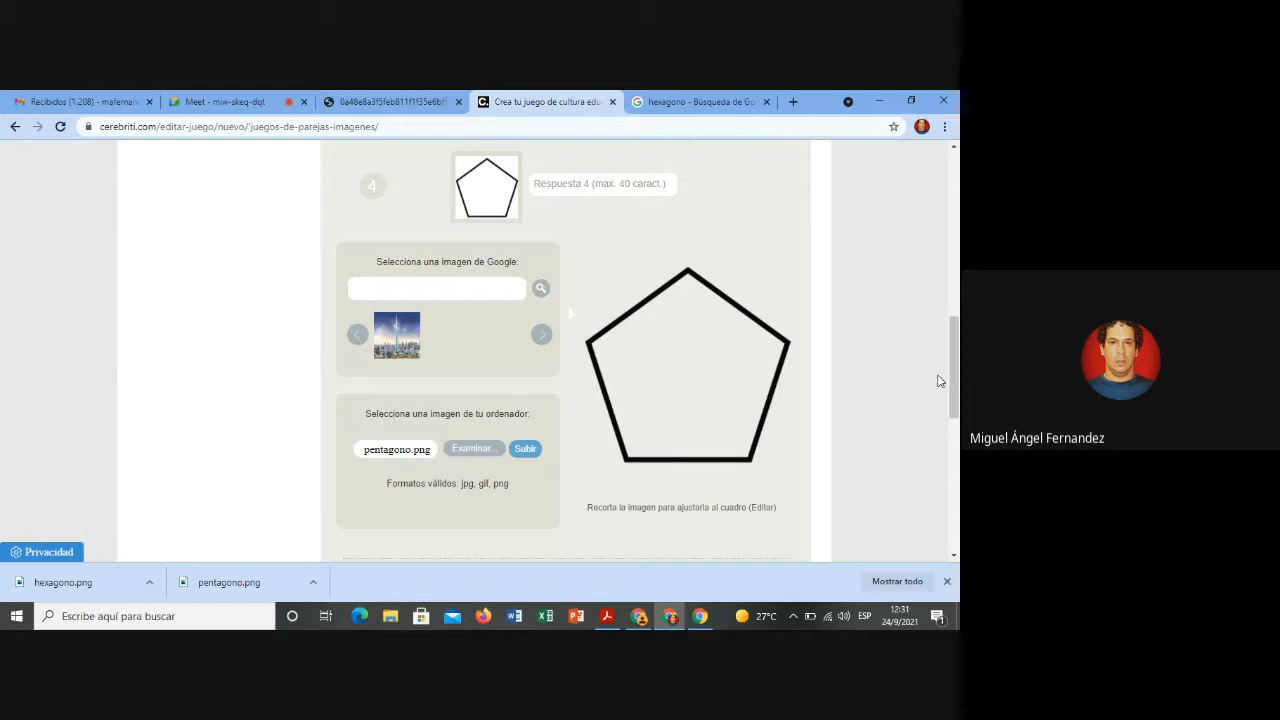 Recibidos (1.208) - mafernan
Meet - miw-skeq-dqt
0a48e8a3f5feb811f1f35e6bff
Crea tu juego de cultura edu
hexagono - Búsqueda de Go
cerebriti.com/editar-juego/nuevo/'juegos-de-parejas-imagenes/
4
Respuesta 4 (max. 40 caract.)
Selecciona una imagen de Google:
Selecciona una imagen de tu ordenador:
pentagono.png
Examinar...
Subir
Formatos válidos: jpg, gif, png
Recorta la imagen para ajustarla al cuadro (Editar)
Miguel Ángel Fernandez
Privacidad
hexagono.png
pentagono.png
Mostrar todo
Escribe aquí para buscar
27°C
ESP
12:31
24/9/2021
1